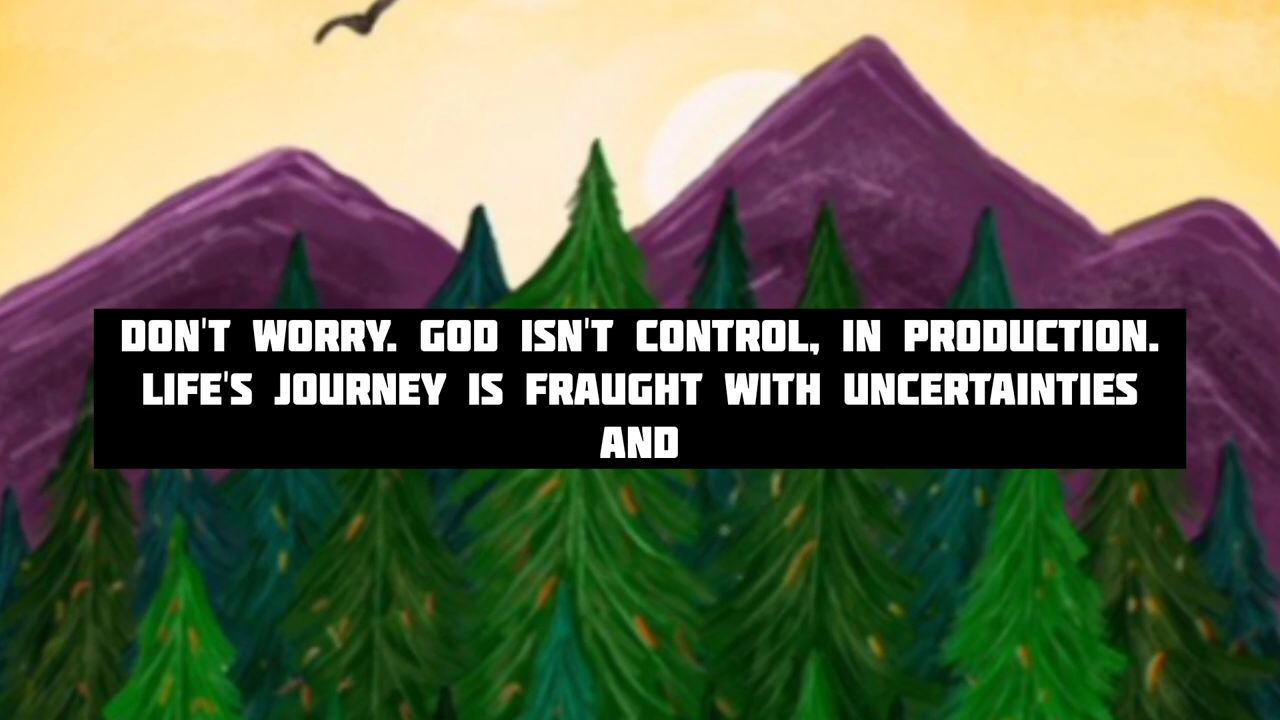 DON'T WORRY. GOD ISN'T CONTROL, IN PRODUCTION.
LIFE'S JOURNEY IS FRAUGHT WITH UNCERTAINTIES
AND